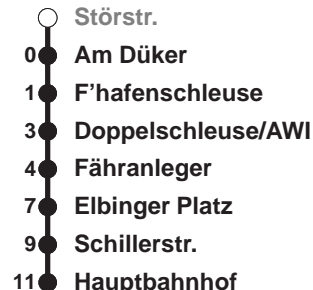 Störstr.
0 Am Düker
1 F'hafenschleuse
3 Doppelschleuse/AWI
4 Fähranleger
7 Elbinger Platz
9 Schillerstr.
11 Hauptbahnhof